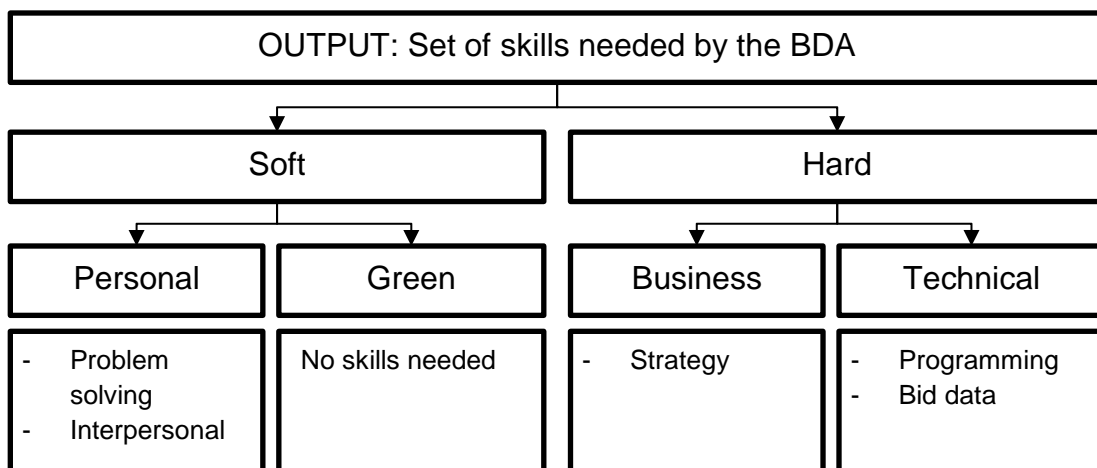 OUTPUT: Set of skills needed by the BDA
Soft
Hard
Personal
Green
Business
Technical
- Problem
solving
- Interpersonal
No skills needed
- Strategy
- Programming
- Bid data